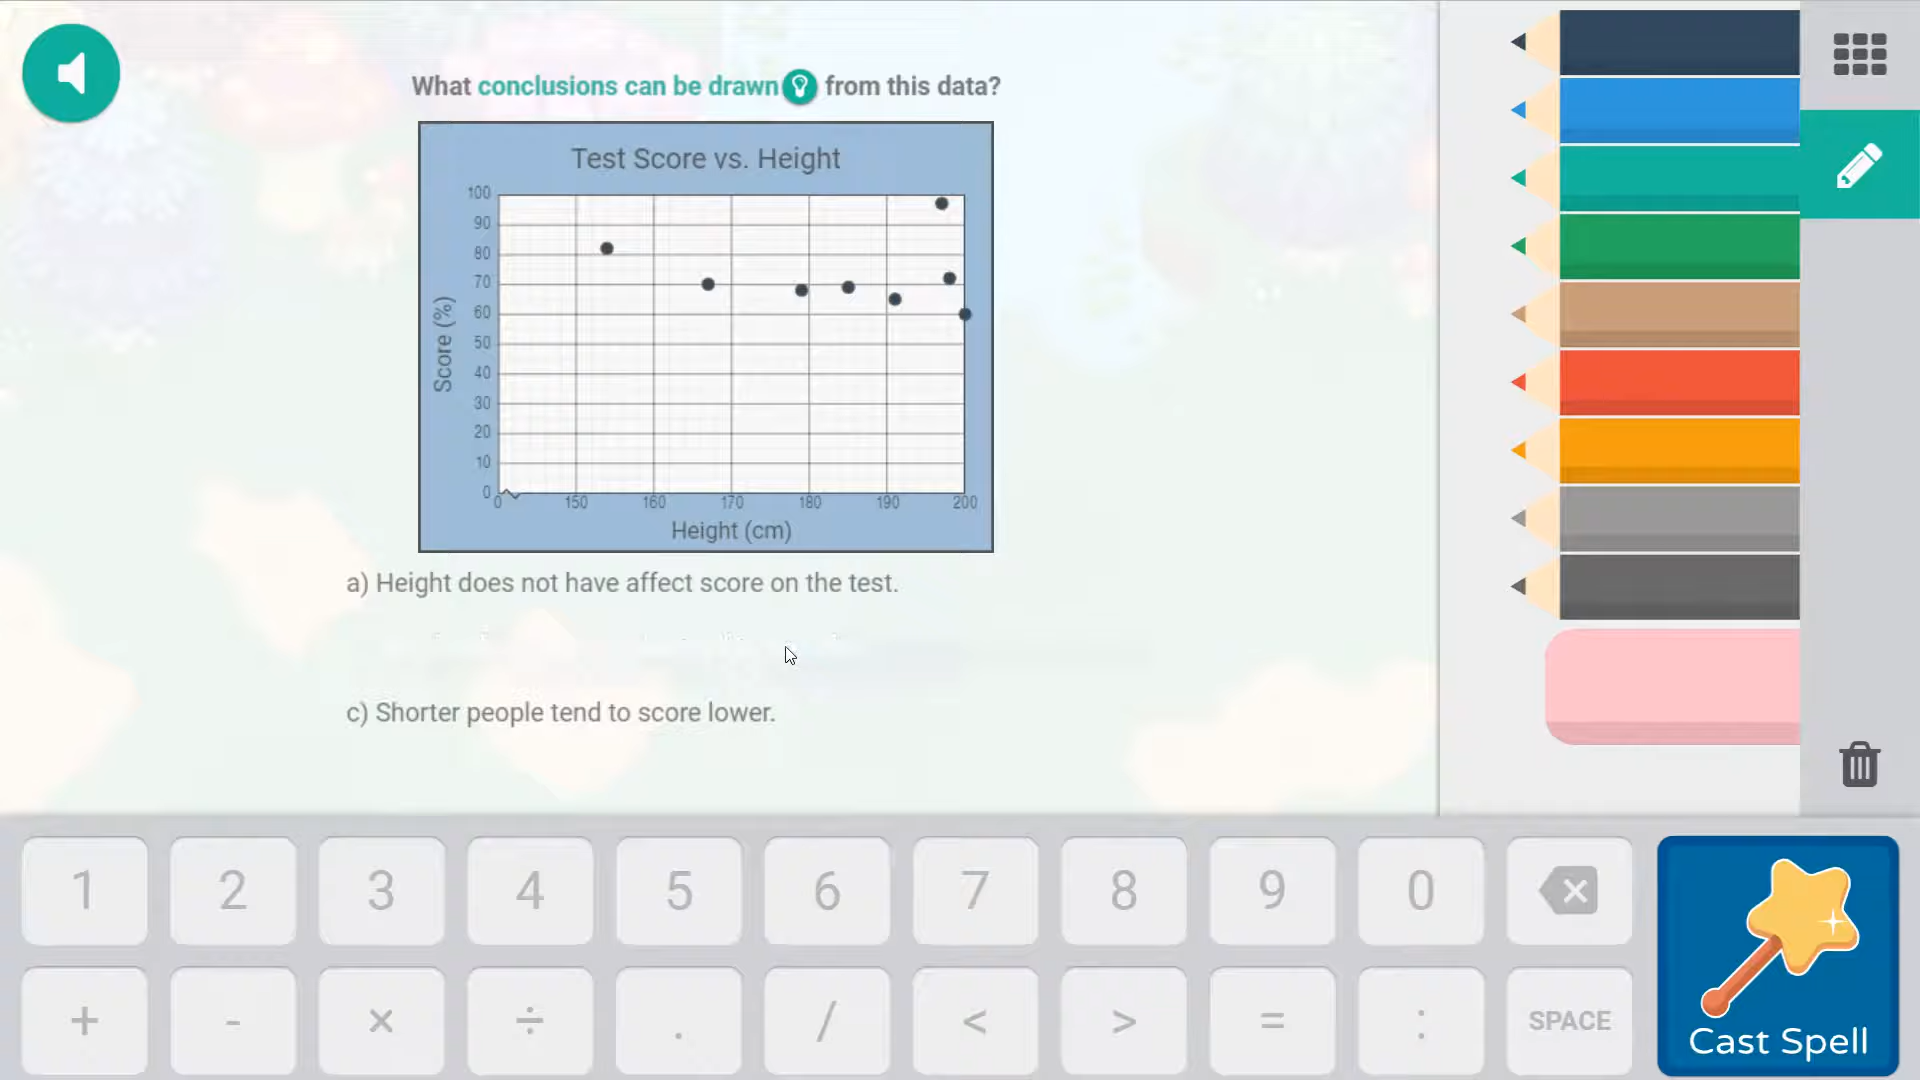 What conclusions can be drawn from this data?
Test Score vs. Height
100
90
80
70
60
50
40
30
20
10
0
Score (%)
0 150 160 170 180 190 200
Height (cm)
a) Height does not have affect score on the test.
c) Shorter people tend to score lower.
1 2 3 4 5 6 7 8 9 0
+ - × ÷ . / < > = : SPACE
Cast Spell